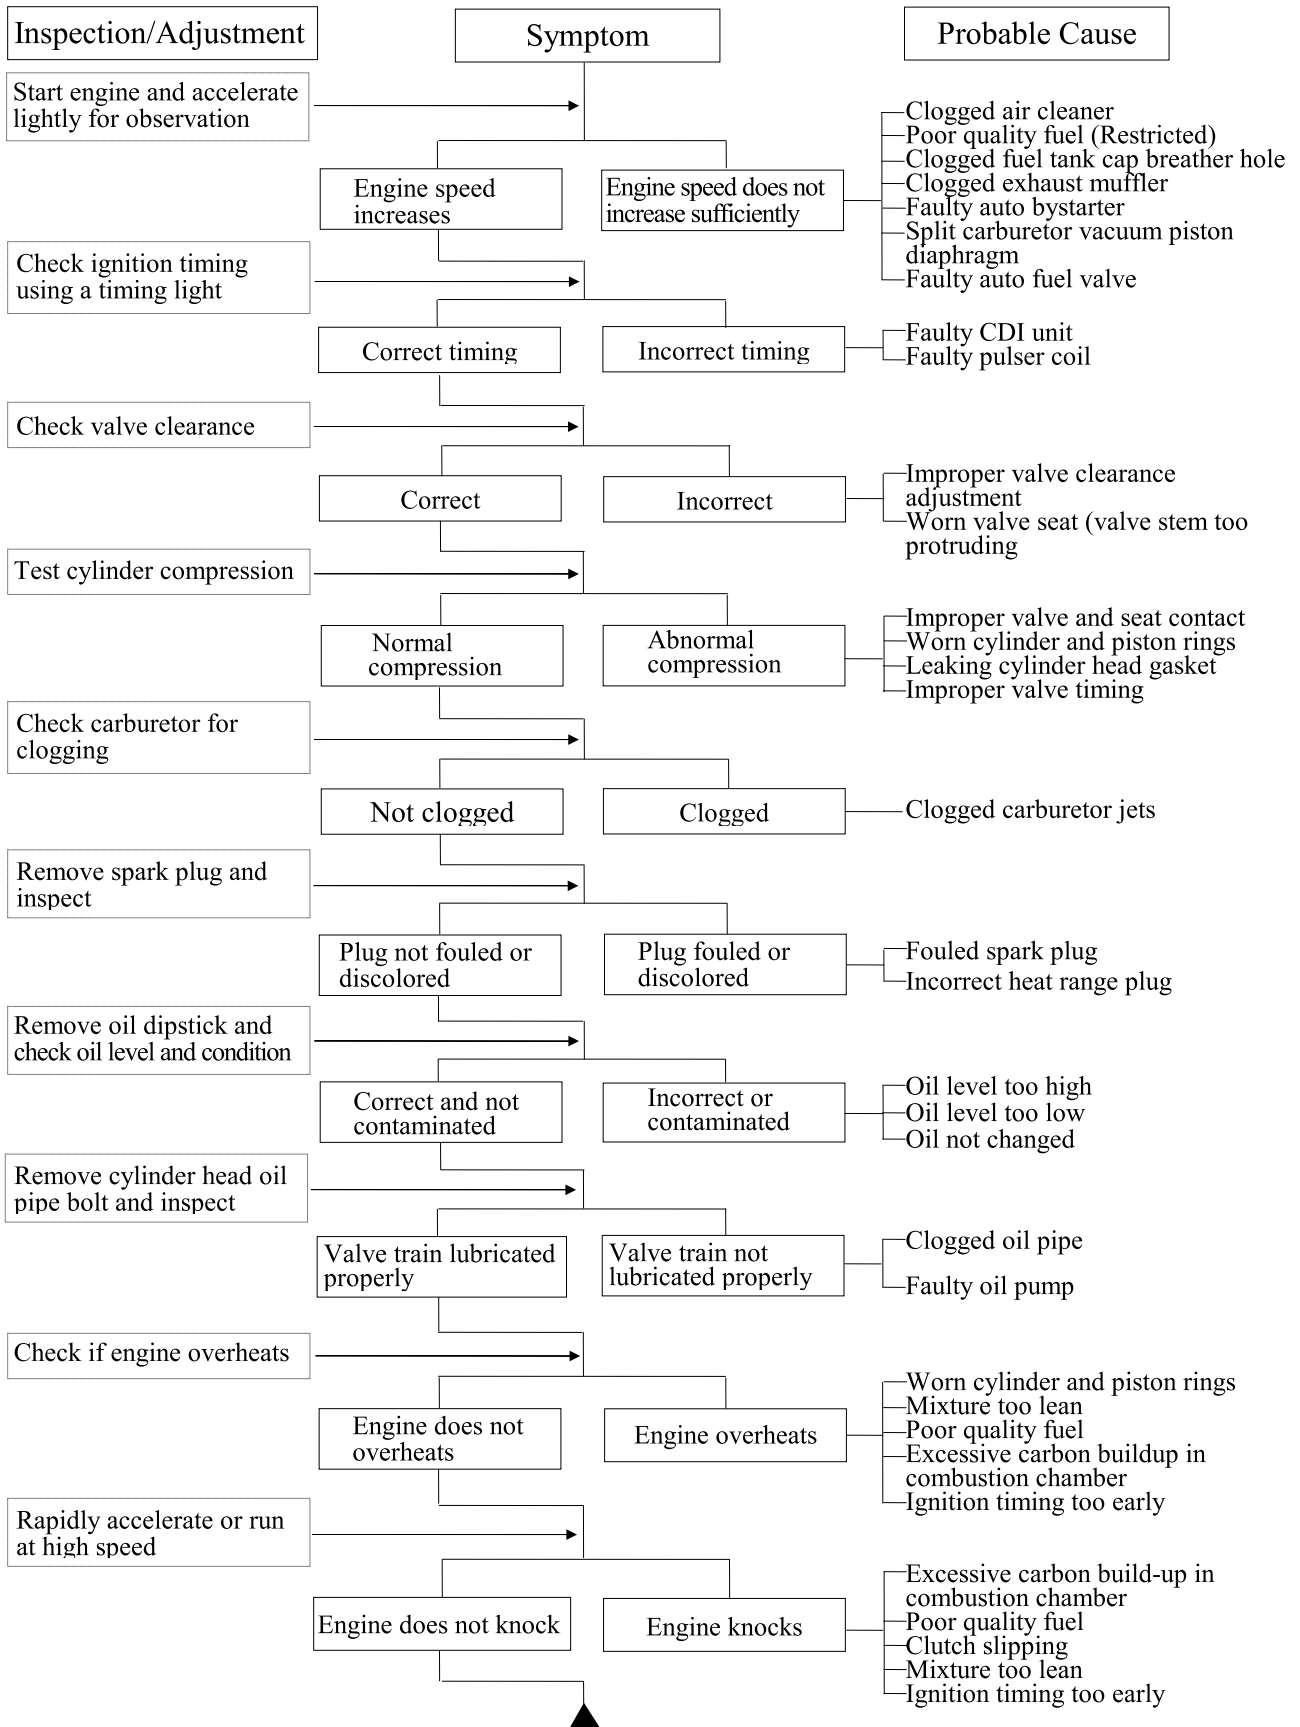 Inspection/Adjustment
Symptom
Probable Cause
Start engine and accelerate
lightly for observation
Engine speed
increases
Engine speed does not
increase sufficiently
Clogged air cleaner
Poor quality fuel (Restricted)
Clogged fuel tank cap breather hole
Clogged exhaust muffler
Faulty auto bystarter
Split carburetor vacuum piston
diaphragm
Faulty auto fuel valve
Check ignition timing
using a timing light
Correct timing
Incorrect timing
Faulty CDI unit
Faulty pulser coil
Check valve clearance
Correct
Incorrect
Improper valve clearance
adjustment
Worn valve seat (valve stem too
protruding
Test cylinder compression
Normal
compression
Abnormal
compression
Improper valve and seat contact
Worn cylinder and piston rings
Leaking cylinder head gasket
Improper valve timing
Check carburetor for
clogging
Not clogged
Clogged
Clogged carburetor jets
Remove spark plug and
inspect
Plug not fouled or
discolored
Plug fouled or
discolored
Fouled spark plug
Incorrect heat range plug
Remove oil dipstick and
check oil level and condition
Correct and not
contaminated
Incorrect or
contaminated
Oil level too high
Oil level too low
Oil not changed
Remove cylinder head oil
pipe bolt and inspect
Valve train lubricated
properly
Valve train not
lubricated properly
Clogged oil pipe
Faulty oil pump
Check if engine overheats
Engine does not
overheats
Engine overheats
Worn cylinder and piston rings
Mixture too lean
Poor quality fuel
Excessive carbon buildup in
combustion chamber
Ignition timing too early
Rapidly accelerate or run
at high speed
Engine does not knock
Engine knocks
Excessive carbon build-up in
combustion chamber
Poor quality fuel
Clutch slipping
Mixture too lean
Ignition timing too early